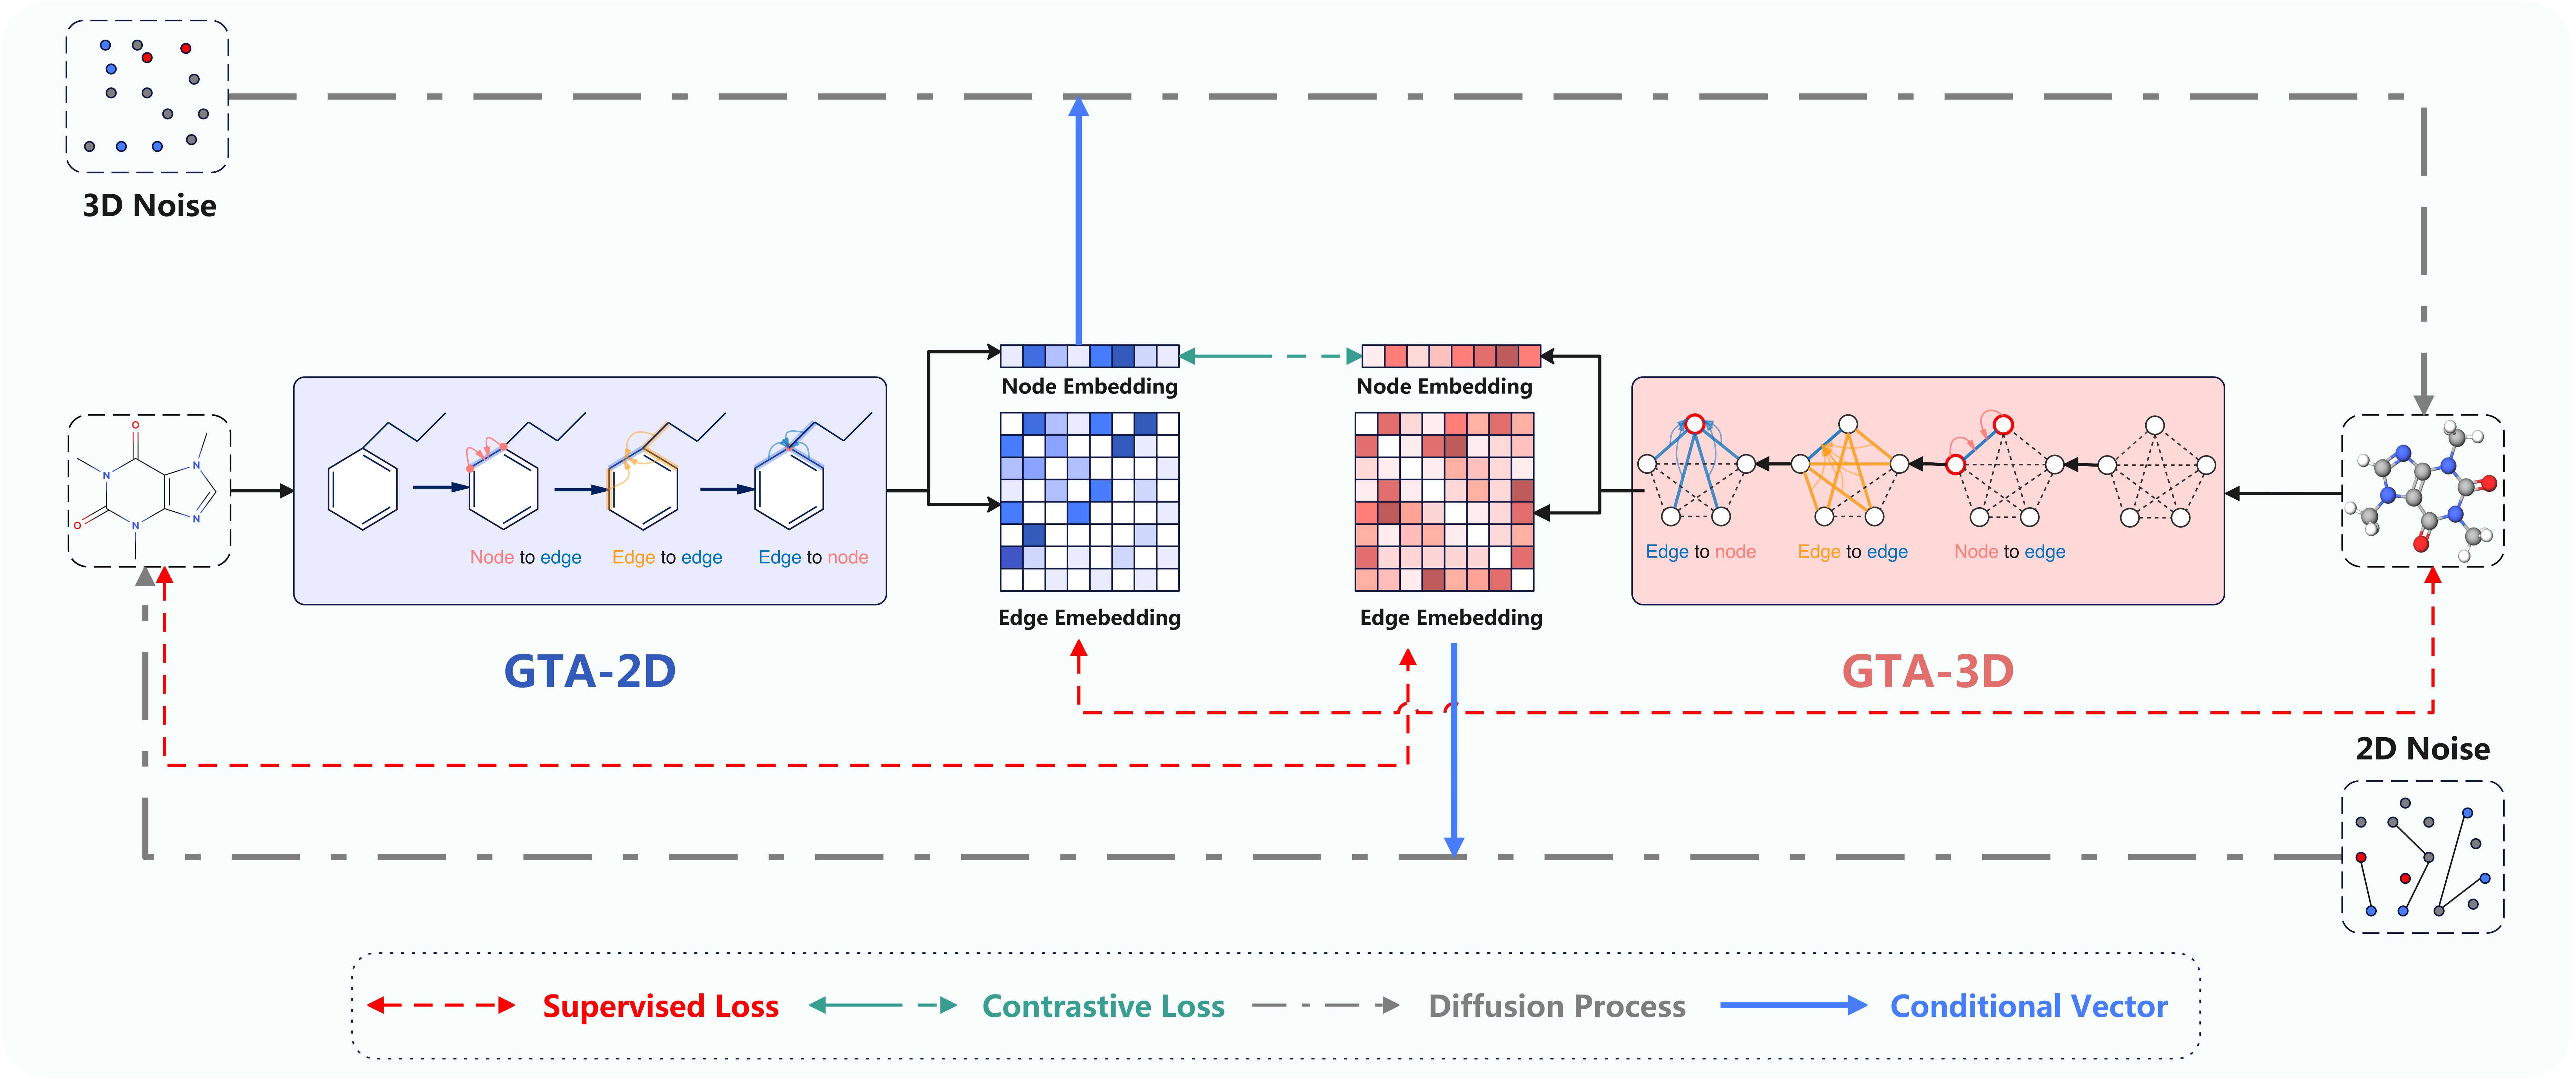 3D Noise
Node Embedding
Node Embedding
O
N
N
O
N
N
Node to edge
Edge to edge
Edge to node
Edge to node
Edge to edge
Node to edge
Edge Emebedding
Edge Emebedding
GTA-2D
GTA-3D
2D Noise
Supervised Loss
Contrastive Loss
Diffusion Process
Conditional Vector